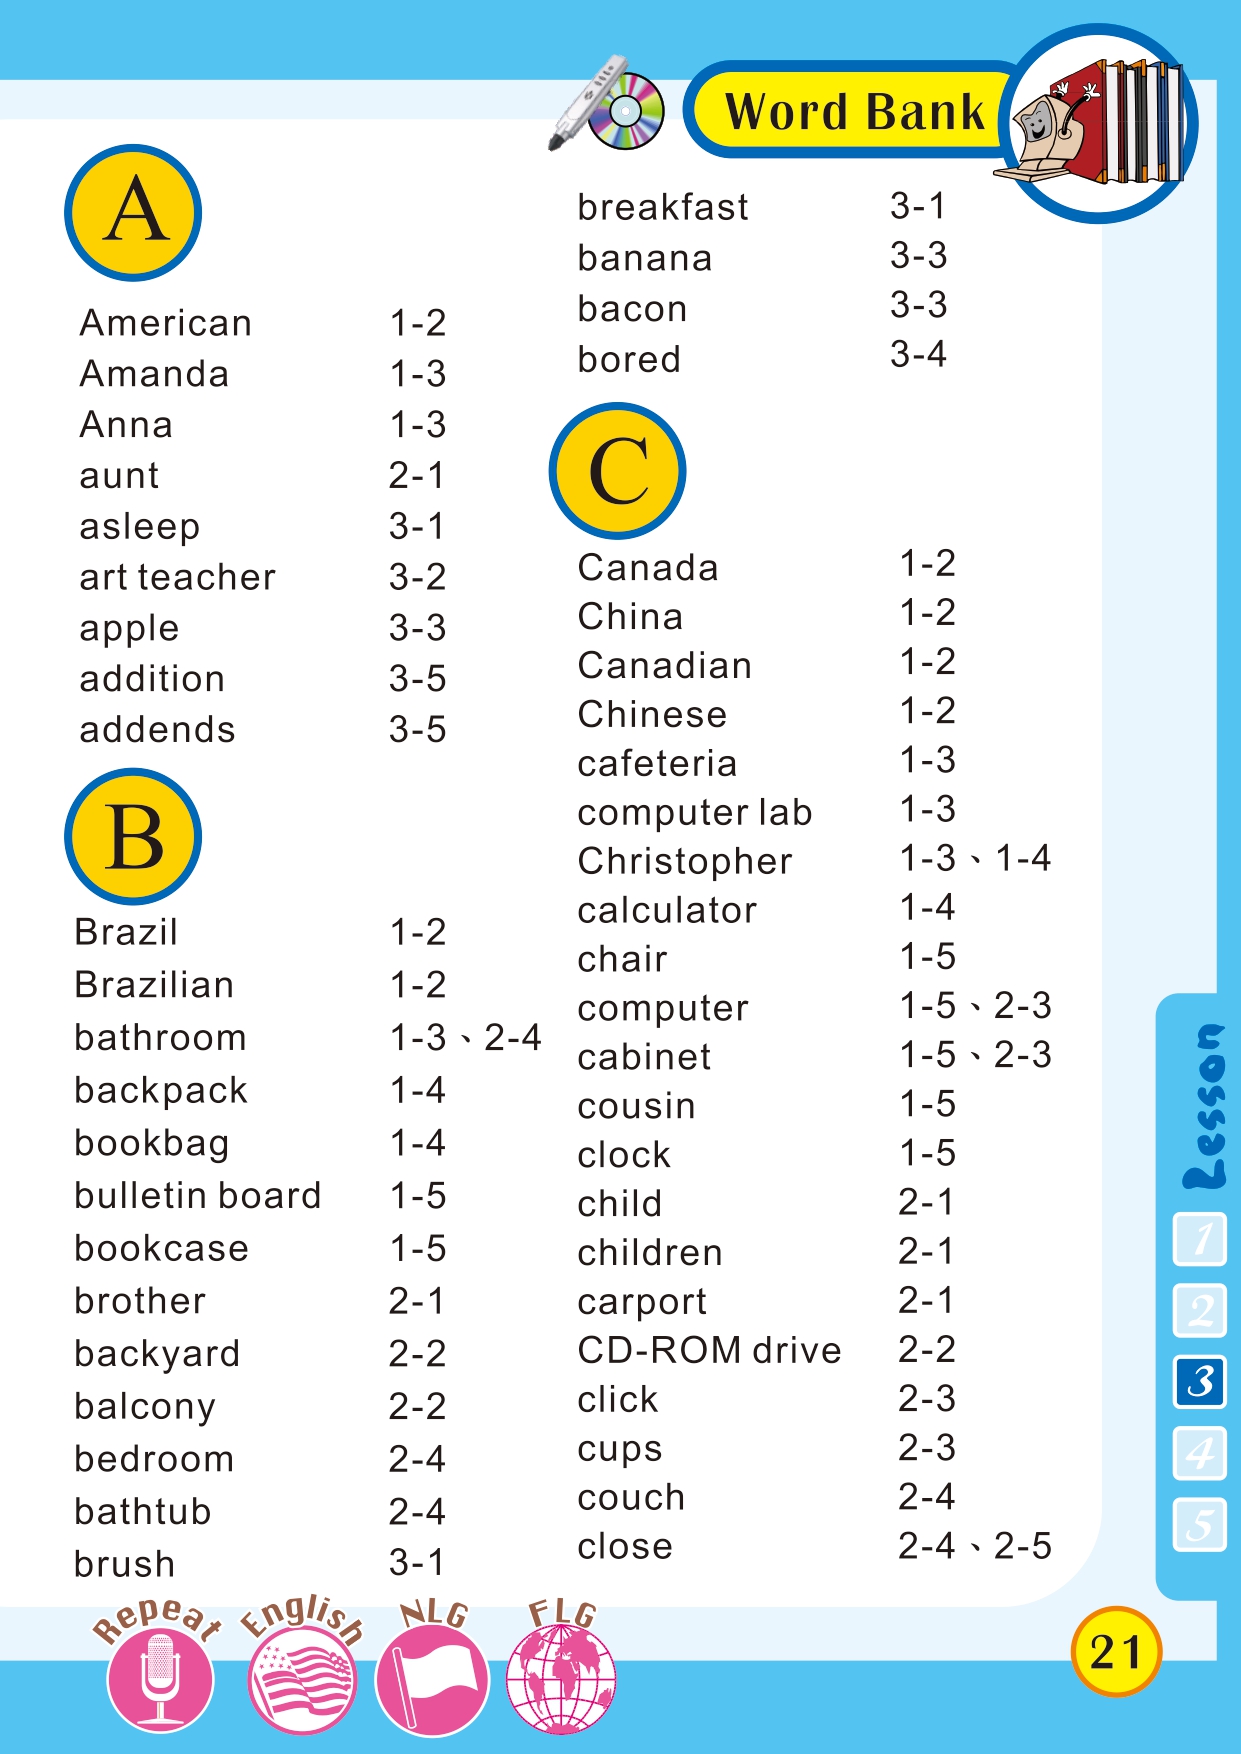 Word Bank
A
American 1-2
Amanda 1-3
Anna 1-3
aunt 2-1
asleep 3-1
art teacher 3-2
apple 3-3
addition 3-5
addends 3-5
B
Brazil 1-2
Brazilian 1-2
bathroom 1-3、2-4
backpack 1-4
bookbag 1-4
bulletin board 1-5
bookcase 1-5
brother 2-1
backyard 2-2
balcony 2-2
bedroom 2-4
bathtub 2-4
brush 3-1
breakfast 3-1
banana 3-3
bacon 3-3
bored 3-4
C
Canada 1-2
China 1-2
Canadian 1-2
Chinese 1-2
cafeteria 1-3
computer lab 1-3
Christopher 1-3、1-4
calculator 1-4
chair 1-5
computer 1-5、2-3
cabinet 1-5、2-3
cousin 1-5
clock 1-5
child 2-1
children 2-1
carport 2-1
CD-ROM drive 2-2
click 2-3
cups 2-3
couch 2-4
close 2-4、2-5
Lesson
1
2
3
4
5
Repeat English NLG FLG
21